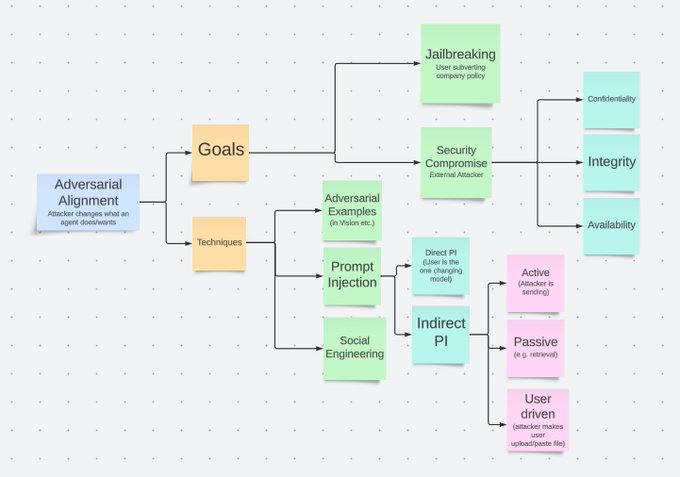 Adversarial
Alignment
Attacker changes what an
agent does/wants
Goals
Techniques
Jailbreaking
User subverting
company policy
Security
Compromise
External Attacker
Confidentiality
Integrity
Availability
Adversarial
Examples
(in Vision etc.)
Prompt
Injection
Social
Engineering
Direct PI
(User is the
one changing
model)
Indirect
PI
Active
(Attacker is
sending)
Passive
(e.g. retrieval)
User
driven
(attacker makes
user
upload/paste file)